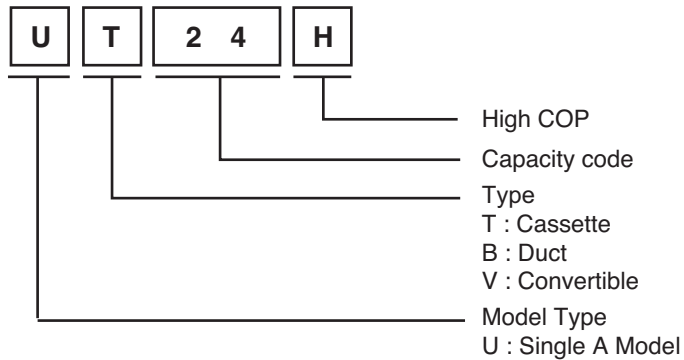 U T 2 4 H
High COP
Capacity code
Type
T : Cassette
B : Duct
V : Convertible
Model Type
U : Single A Model